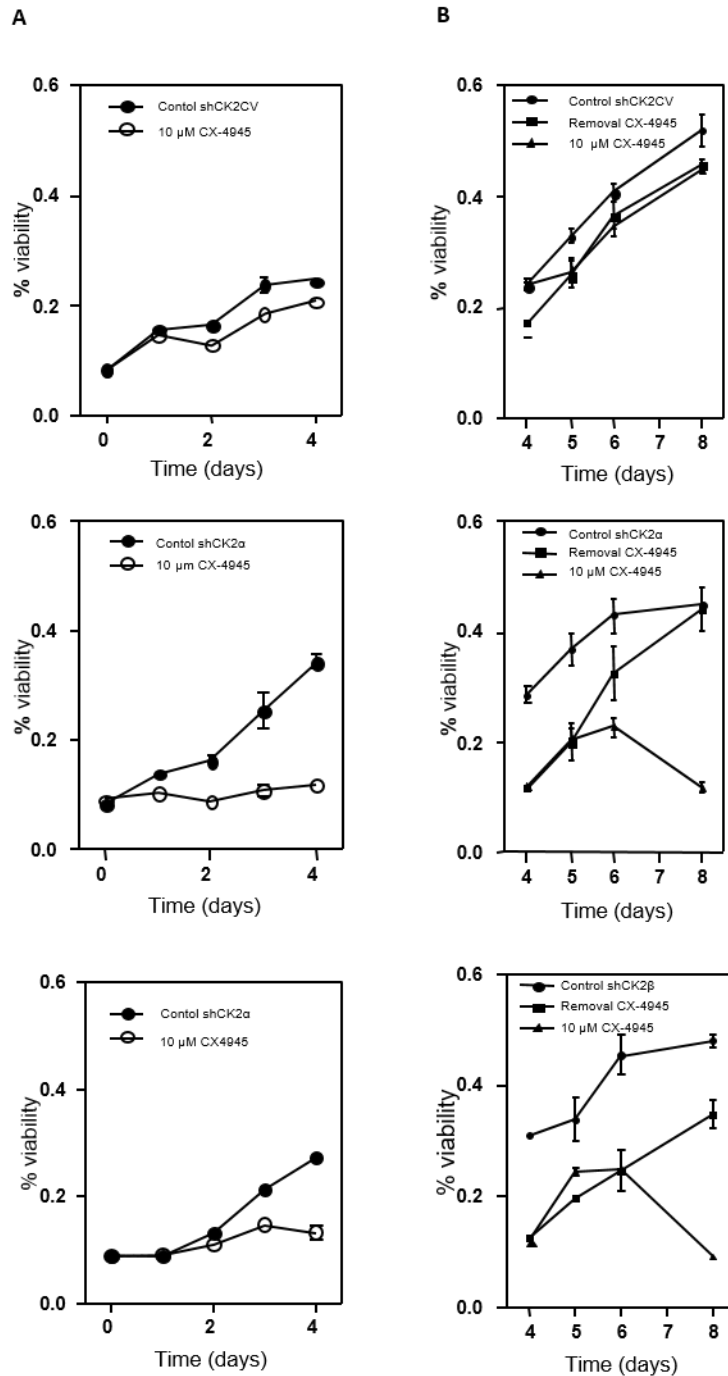 A
B
0.6
0.4
0.2
0.0
% viability
Contol shCK2CV
10 µM CX-4945
0 2 4
Time (days)
0.6
0.4
0.2
0.0
% viability
Control shCK2CV
Removal CX-4945
10 µM CX-4945
4 5 6 7 8
Time (days)
0.6
0.4
0.2
0.0
% viability
Contol shCK2α
10 µm CX-4945
0 2 4
Time (days)
0.6
0.4
0.2
0.0
% viability
Control shCK2α
Removal CX-4945
10 µM CX-4945
4 5 6 7 8
Time (days)
0.6
0.4
0.2
0.0
% viability
Contol shCK2α
10 µM CX4945
0 2 4
Time (days)
0.6
0.4
0.2
0.0
% viability
Control shCK2β
Removal CX-4945
10 µM CX-4945
4 5 6 7 8
Time (days)